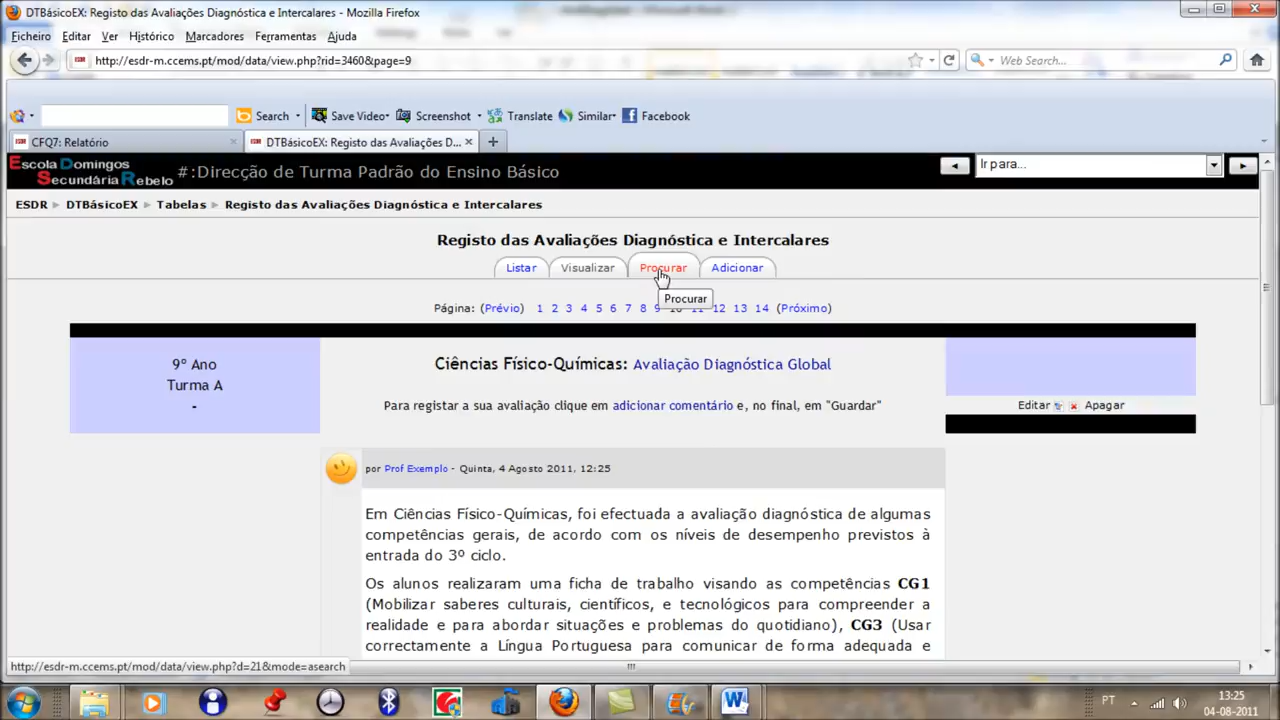 DTBásicoEX: Registo das Avaliações Diagnóstica e Intercalares - Mozilla Firefox
Ficheiro Editar Ver Histórico Marcadores Ferramentas Ajuda
http://esdr-m.ccems.pt/mod/data/view.php?rid=3460&page=9 Web Search...
Search Save Video Screenshot Translate Similar Facebook
CFQ7: Relatório DTBásicoEX: Registo das Avaliações D...
Escola Domingos
Secundária Rebelo #:Direcção de Turma Padrão do Ensino Básico Ir para...
ESDR DTBásicoEX Tabelas Registo das Avaliações Diagnóstica e Intercalares
Registo das Avaliações Diagnóstica e Intercalares
Listar Visualizar Procurar Adicionar
Procurar
Página: (Prévio) 1 2 3 4 5 6 7 8 9 10 11 12 13 14 (Próximo)
9º Ano
Turma A
-
Ciências Físico-Químicas: Avaliação Diagnóstica Global
Para registar a sua avaliação clique em adicionar comentário e, no final, em "Guardar"
Editar Apagar
por Prof Exemplo - Quinta, 4 Agosto 2011, 12:25
Em Ciências Físico-Químicas, foi efectuada a avaliação diagnóstica de algumas
competências gerais, de acordo com os níveis de desempenho previstos à
entrada do 3º ciclo.
Os alunos realizaram uma ficha de trabalho visando as competências CG1
(Mobilizar saberes culturais, científicos, e tecnológicos para compreender a
realidade e para abordar situações e problemas do quotidiano), CG3 (Usar
correctamente a Língua Portuguesa para comunicar de forma adequada e
http://esdr-m.ccems.pt/mod/data/view.php?d=21&mode=asearch
PT 13:25
04-08-2011